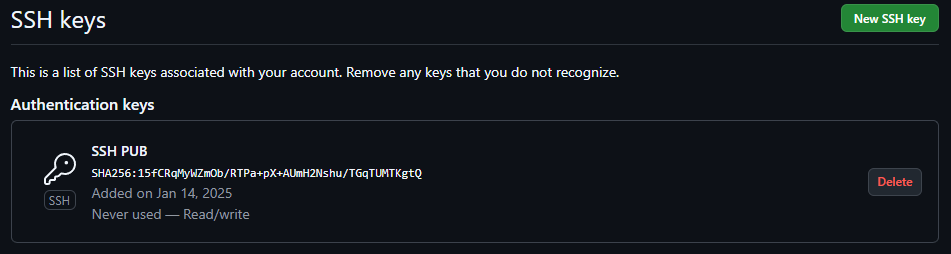 SSH keys
New SSH key
This is a list of SSH keys associated with your account. Remove any keys that you do not recognize.
Authentication keys
SSH PUB
SHA256:15fCRqMyWZmOb/RTPa+pX+AUmH2Nshu/TGqTUMTKgtQ
SSH
Added on Jan 14, 2025
Never used — Read/write
Delete